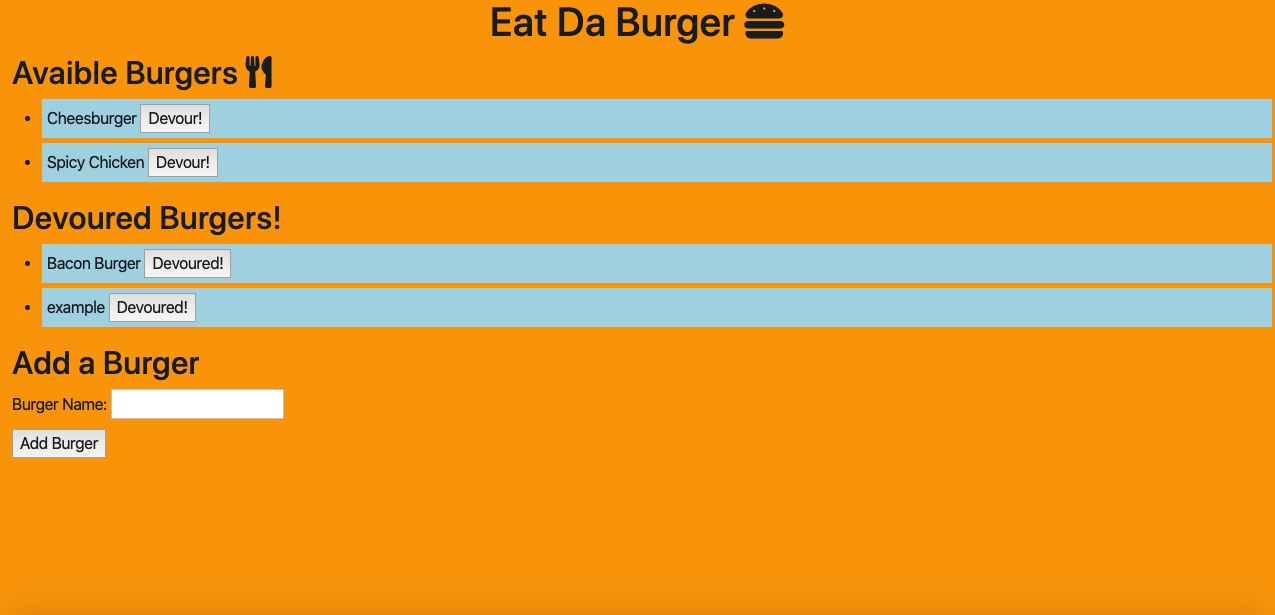 Eat Da Burger
Avaible Burgers
Cheesburger Devour!
Spicy Chicken Devour!
Devoured Burgers!
Bacon Burger Devoured!
example Devoured!
Add a Burger
Burger Name:
Add Burger